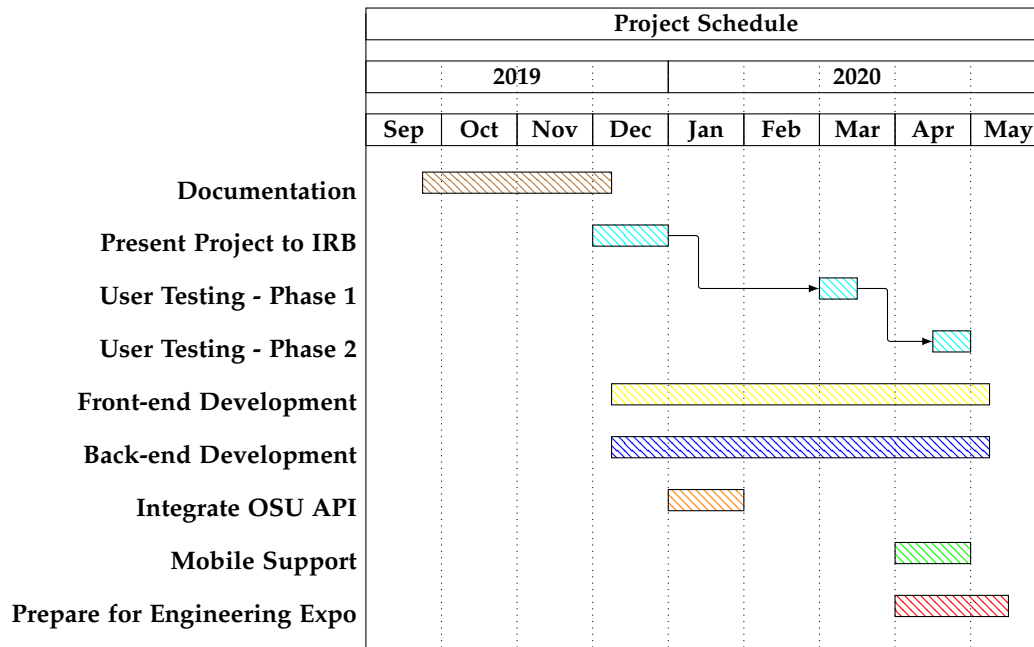 Project Schedule
2019 2020
Sep Oct Nov Dec Jan Feb Mar Apr May
Documentation
Present Project to IRB
User Testing - Phase 1
User Testing - Phase 2
Front-end Development
Back-end Development
Integrate OSU API
Mobile Support
Prepare for Engineering Expo